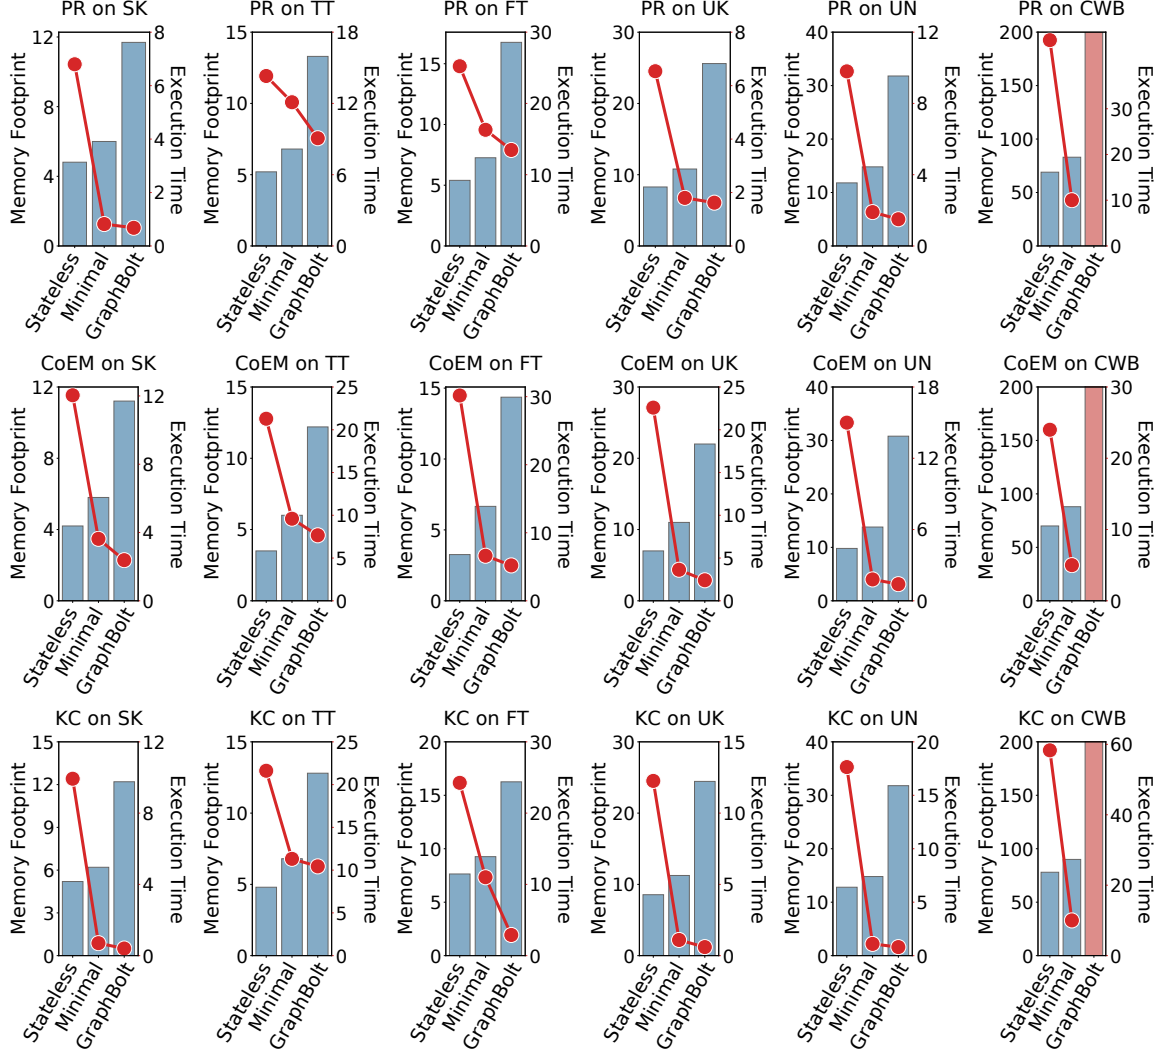 PR on SK
Memory Footprint
0
4
8
12
0
2
4
6
8
Execution Time
Stateless
Minimal
GraphBolt
PR on TT
Memory Footprint
0
5
10
15
0
6
12
18
Execution Time
Stateless
Minimal
GraphBolt
PR on FT
Memory Footprint
0
5
10
15
0
10
20
30
Execution Time
Stateless
Minimal
GraphBolt
PR on UK
Memory Footprint
0
10
20
30
0
2
4
6
8
Execution Time
Stateless
Minimal
GraphBolt
PR on UN
Memory Footprint
0
10
20
30
40
0
4
8
12
Execution Time
Stateless
Minimal
GraphBolt
PR on CWB
Memory Footprint
0
50
100
150
200
0
10
20
30
Execution Time
Stateless
Minimal
GraphBolt
CoEM on SK
Memory Footprint
0
4
8
12
0
4
8
12
Execution Time
Stateless
Minimal
GraphBolt
CoEM on TT
Memory Footprint
0
5
10
15
0
5
10
15
20
25
Execution Time
Stateless
Minimal
GraphBolt
CoEM on FT
Memory Footprint
0
5
10
15
0
10
20
30
Execution Time
Stateless
Minimal
GraphBolt
CoEM on UK
Memory Footprint
0
10
20
30
0
5
10
15
20
25
Execution Time
Stateless
Minimal
GraphBolt
CoEM on UN
Memory Footprint
0
10
20
30
40
0
6
12
18
Execution Time
Stateless
Minimal
GraphBolt
CoEM on CWB
Memory Footprint
0
50
100
150
200
0
10
20
30
Execution Time
Stateless
Minimal
GraphBolt
KC on SK
Memory Footprint
0
3
6
9
12
15
0
4
8
12
Execution Time
Stateless
Minimal
GraphBolt
KC on TT
Memory Footprint
0
5
10
15
0
5
10
15
20
25
Execution Time
Stateless
Minimal
GraphBolt
KC on FT
Memory Footprint
0
5
10
15
20
0
10
20
30
Execution Time
Stateless
Minimal
GraphBolt
KC on UK
Memory Footprint
0
10
20
30
0
5
10
15
Execution Time
Stateless
Minimal
GraphBolt
KC on UN
Memory Footprint
0
10
20
30
40
0
5
10
15
20
Execution Time
Stateless
Minimal
GraphBolt
KC on CWB
Memory Footprint
0
50
100
150
200
0
20
40
60
Execution Time
Stateless
Minimal
GraphBolt